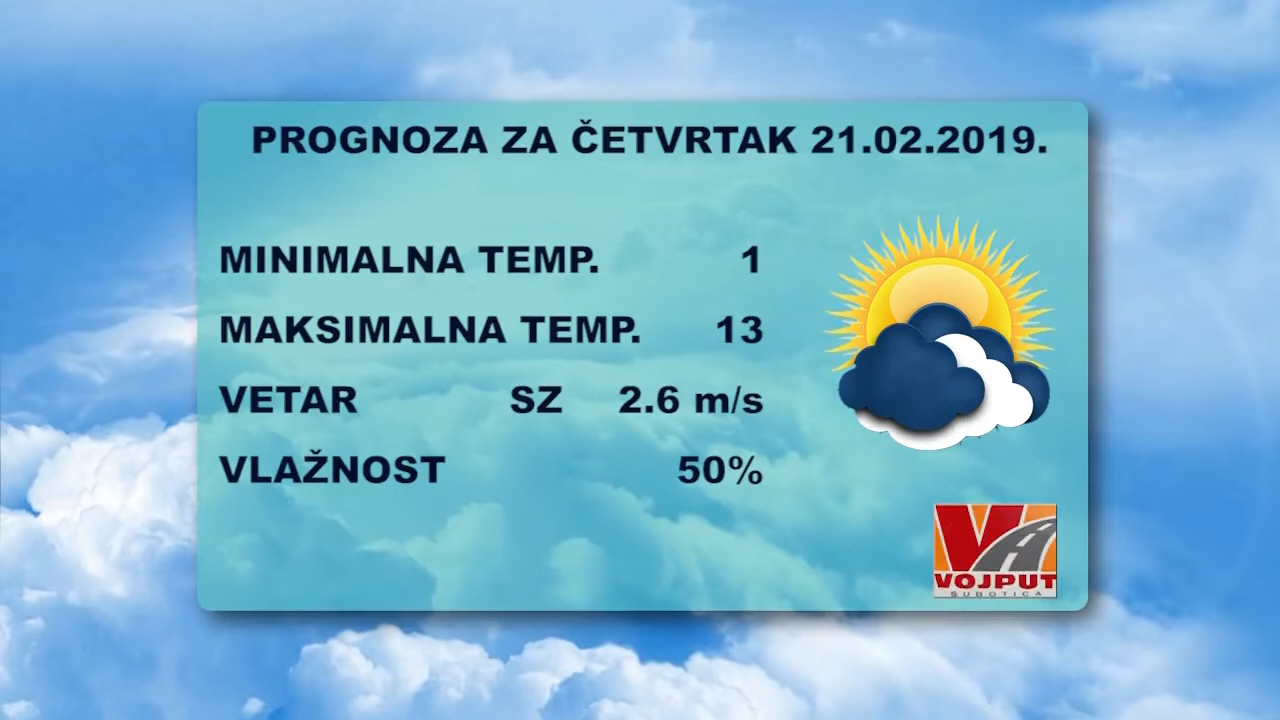 PROGNOZA ZA ČETVRTAK 21.02.2019.
MINIMALNA TEMP. 1
MAKSIMALNA TEMP. 13
VETAR SZ 2.6 m/s
VLAŽNOST 50%
VOJPUT
SUBOTICA